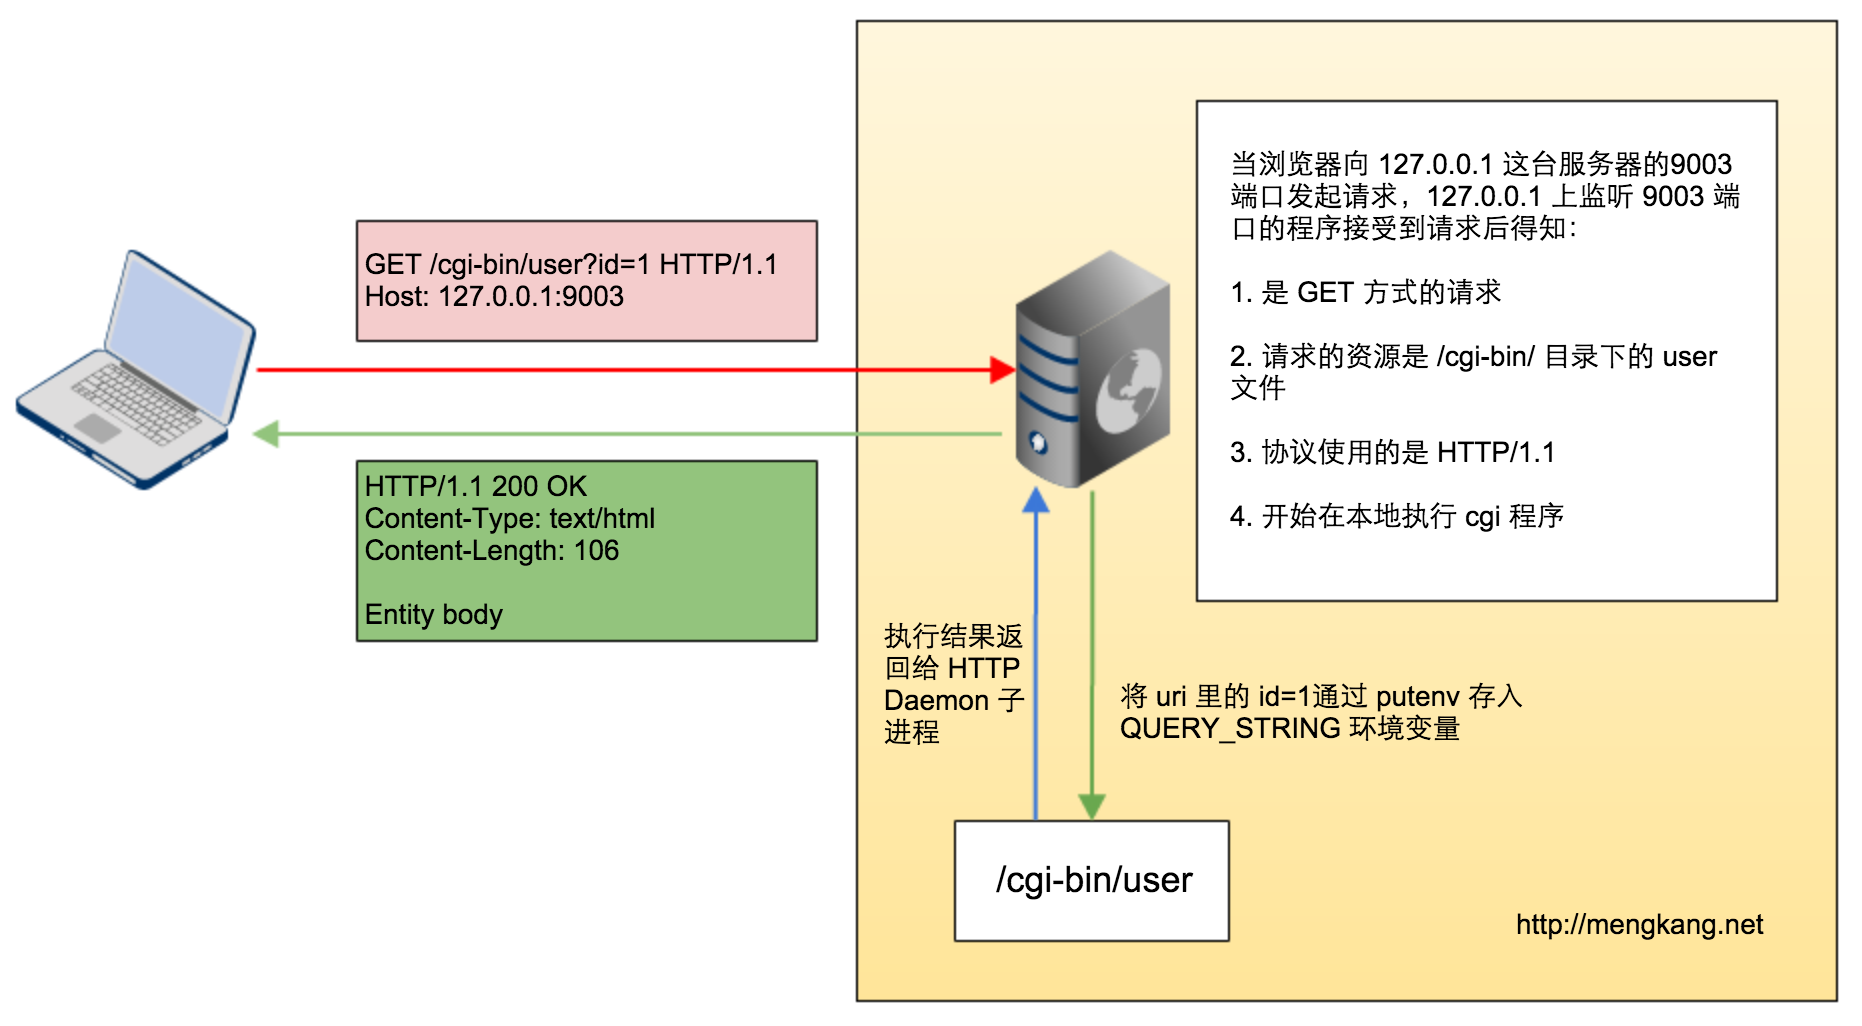 GET /cgi-bin/user?id=1 HTTP/1.1
Host: 127.0.0.1:9003
HTTP/1.1 200 OK
Content-Type: text/html
Content-Length: 106
Entity body
当浏览器向 127.0.0.1 这台服务器的9003
端口发起请求，127.0.0.1 上监听 9003 端
口的程序接受到请求后得知：
1. 是 GET 方式的请求
2. 请求的资源是 /cgi-bin/ 目录下的 user
文件
3. 协议使用的是 HTTP/1.1
4. 开始在本地执行 cgi 程序
执行结果返
回给 HTTP
Daemon 子
进程
将 uri 里的 id=1通过 putenv 存入
QUERY_STRING 环境变量
/cgi-bin/user
http://mengkang.net